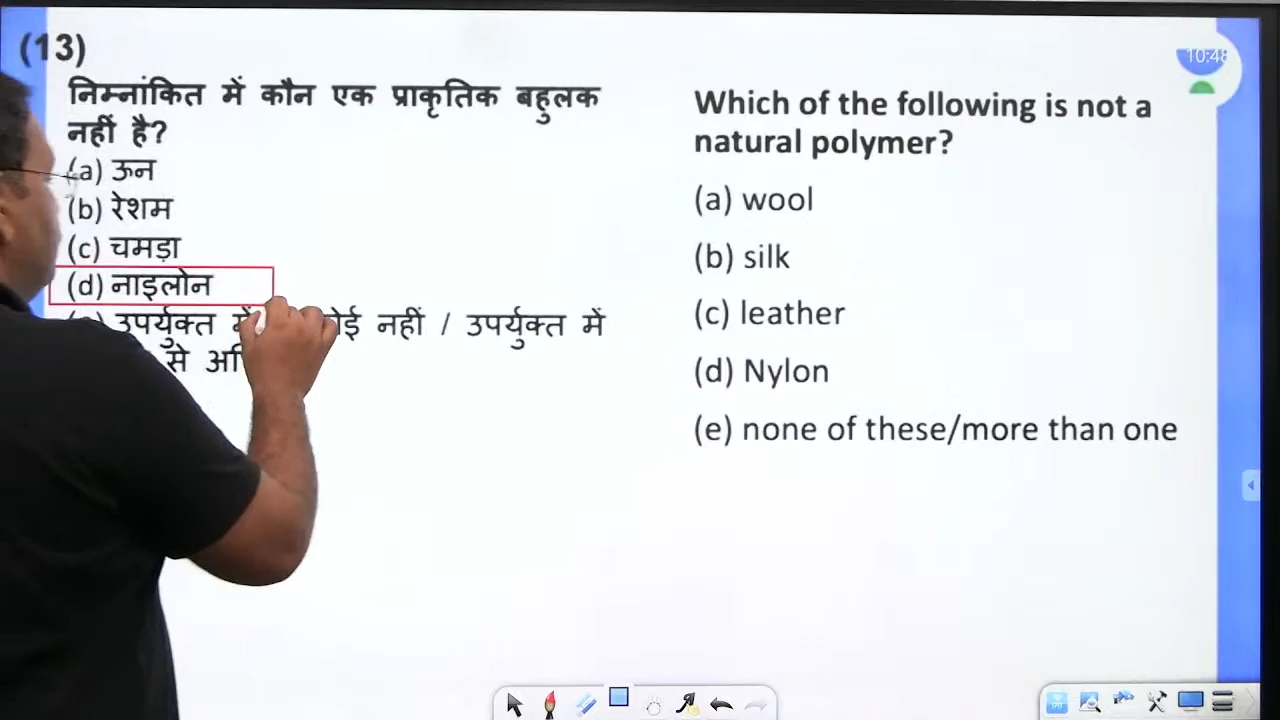 (13)
निम्नांकित में कौन एक प्राकृतिक बहुलक
नहीं है?
(a) ऊन
(b) रेशम
(c) चमड़ा
(d) नाइलोन
उपर्युक्त में नहीं / उपर्युक्त में
से
Which of the following is not a
natural polymer?
(a) wool
(b) silk
(c) leather
(d) Nylon
(e) none of these/more than one
10:48